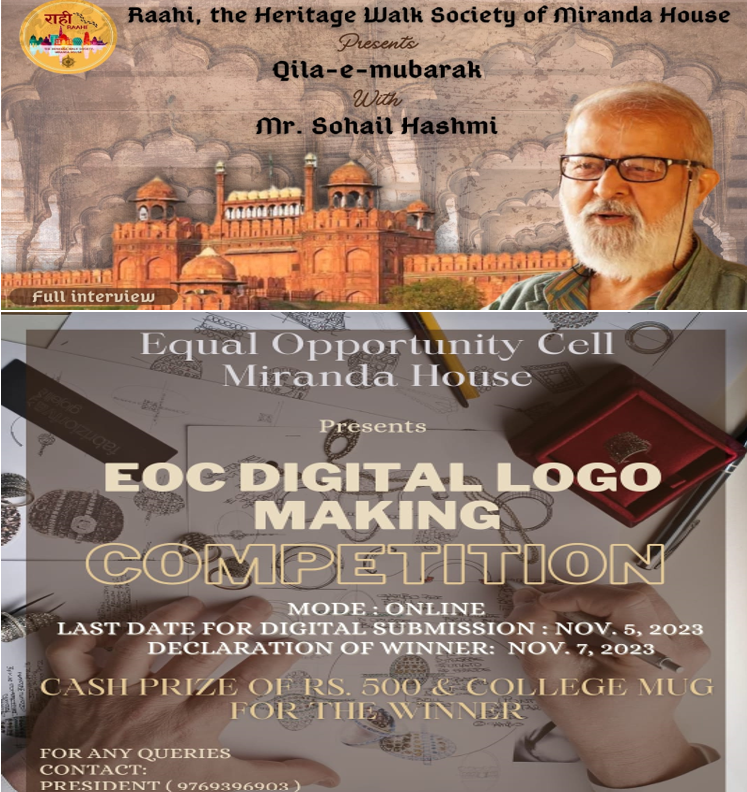 राही
RAAHI
Raahi, the Heritage Walk Society of Miranda House
Presents
Qila-e-mubarak
With
Mr. Sohail Hashmi
Full interview
Equal Opportunity Cell
Miranda House
Presents
EOC DIGITAL LOGO
MAKING
COMPETITION
MODE : ONLINE
LAST DATE FOR DIGITAL SUBMISSION : NOV. 5, 2023
DECLARATION OF WINNER: NOV. 7, 2023
CASH PRIZE OF RS. 500 & COLLEGE MUG
FOR THE WINNER
FOR ANY QUERIES
CONTACT:
PRESIDENT ( 9769396903 )